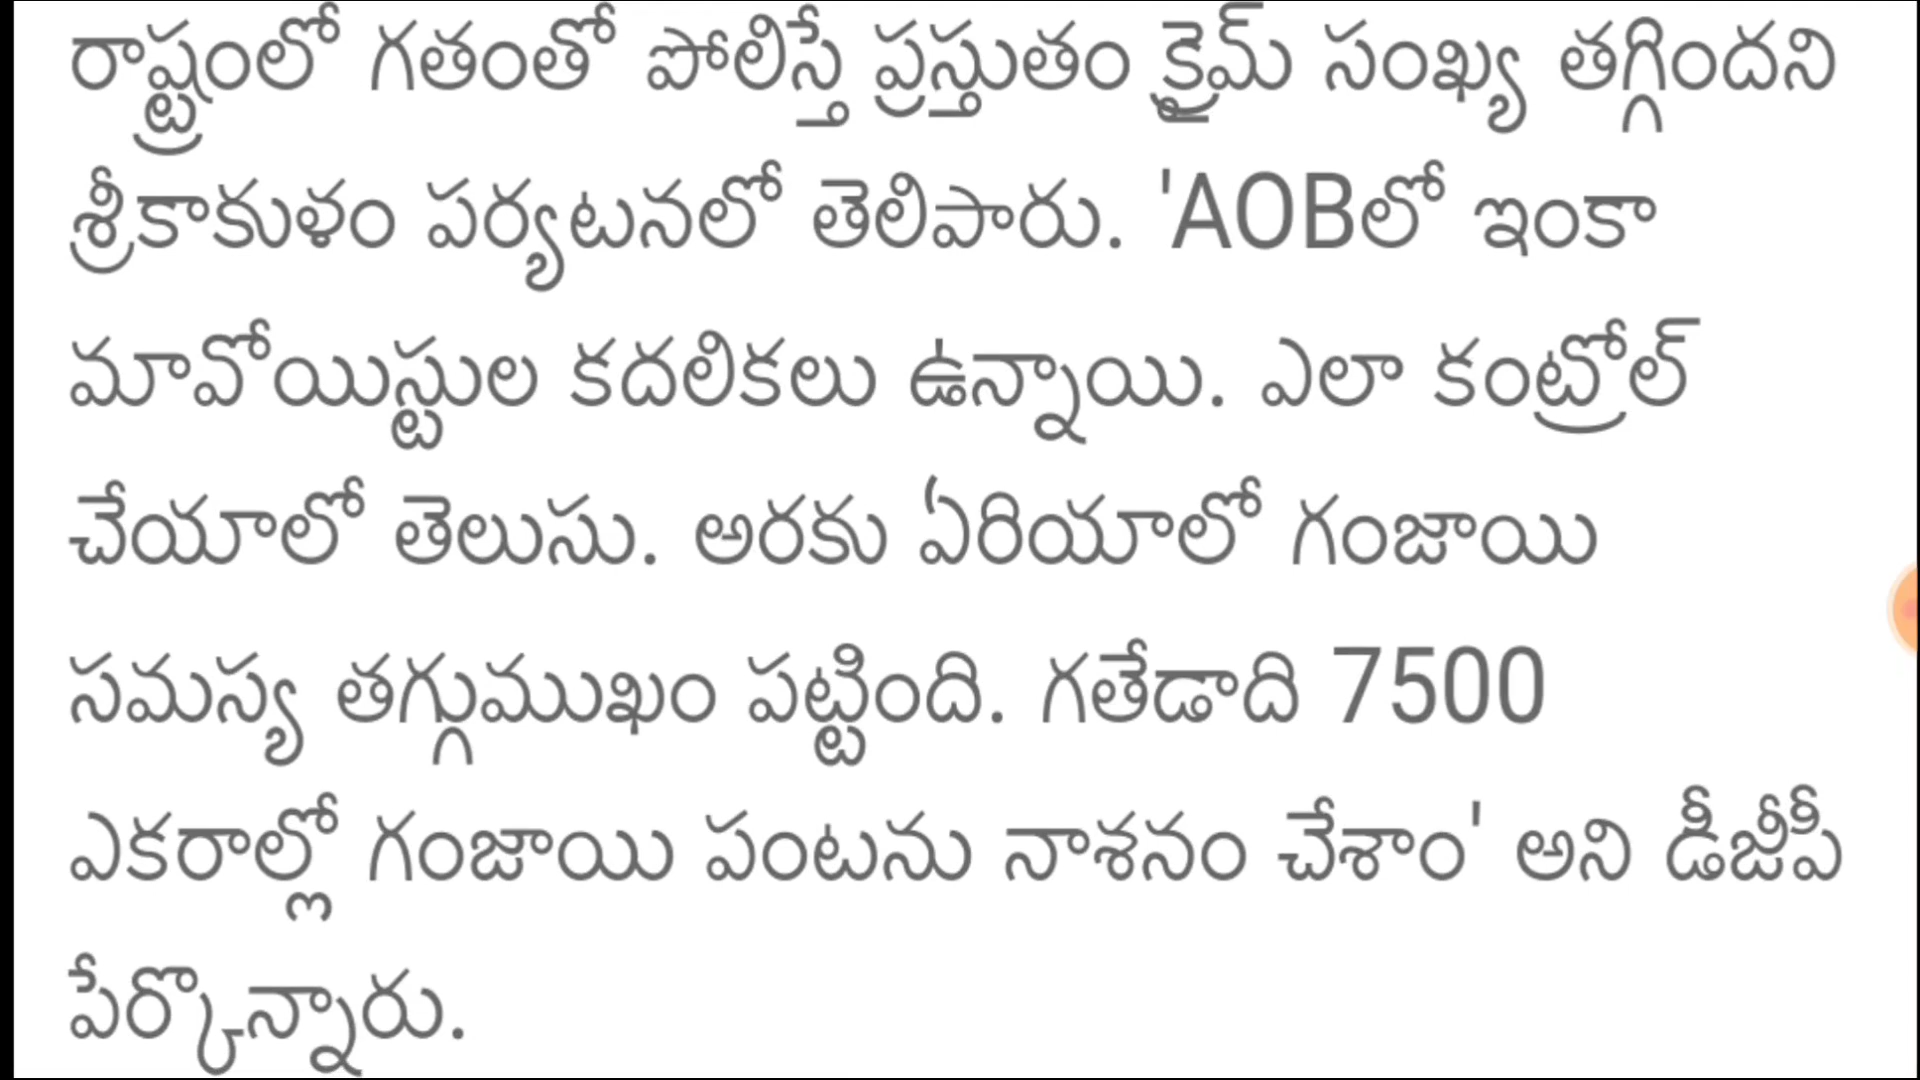 రాష్ట్రంలో గతంతో పోలిస్తే ప్రస్తుతం క్రైమ్ సంఖ్య తగ్గిందని
శ్రీకాకుళం పర్యటనలో తెలిపారు. 'AOBలో ఇంకా
మావోయిస్టుల కదలికలు ఉన్నాయి. ఎలా కంట్రోల్
చేయాలో తెలుసు. అరకు ఏరియాలో గంజాయి
సమస్య తగ్గుముఖం పట్టింది. గతేడాది 7500
ఎకరాల్లో గంజాయి పంటను నాశనం చేశాం' అని డీజీపీ
పేర్కొన్నారు.